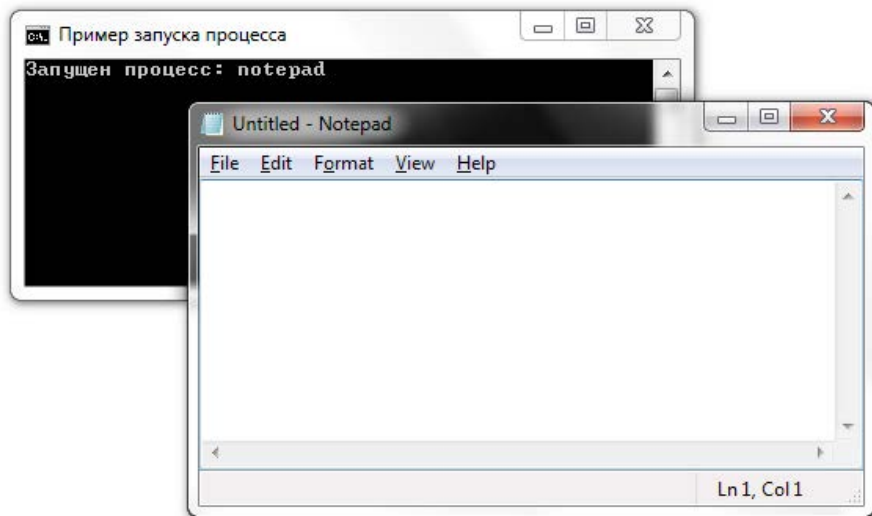 Пример запуска процесса
Запущен процесс: notepad
Untitled - Notepad
File Edit Format View Help
Ln 1, Col 1